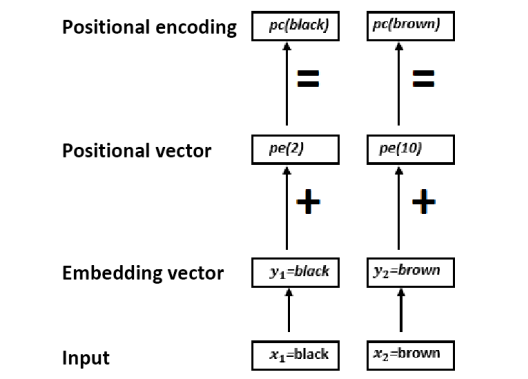 Positional encoding pc(black) pc(brown)
= =
Positional vector pe(2) pe(10)
+ +
Embedding vector y₁=black y₂=brown
Input x₁=black x₂=brown